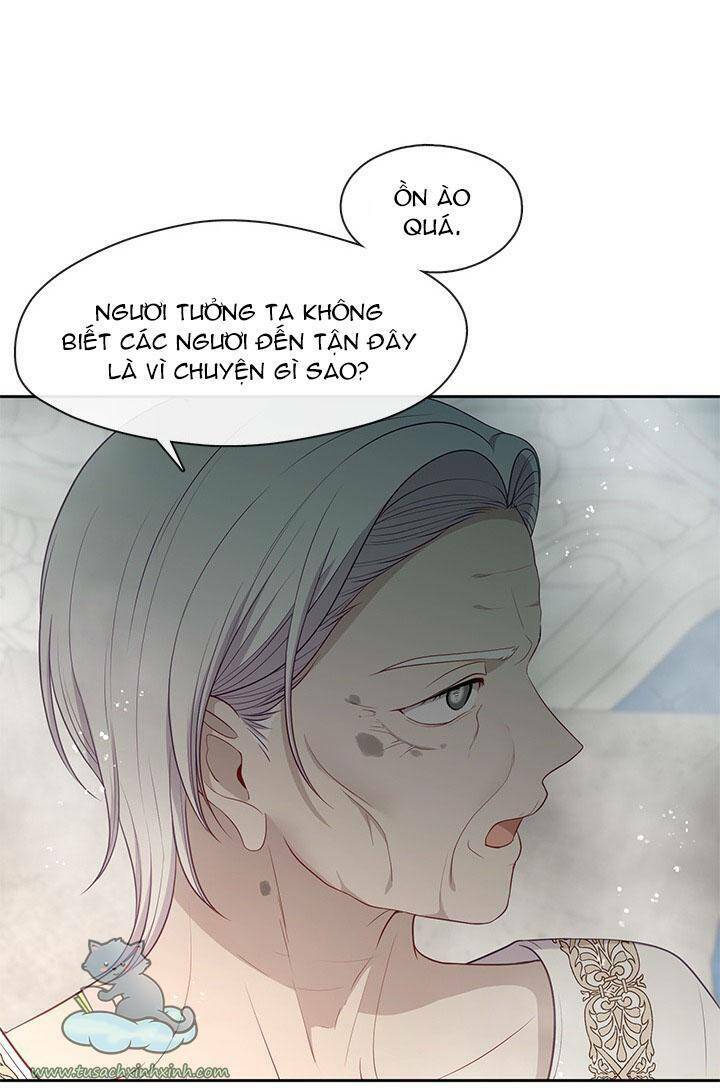 ỒN ÀO
QUÁ.
NGƯƠI TƯỞNG TA KHÔNG
BIẾT CÁC NGƯƠI ĐẾN TẬN ĐÂY
LÀ VÌ CHUYỆN GÌ SAO?
www.tusachxinhxinh.com